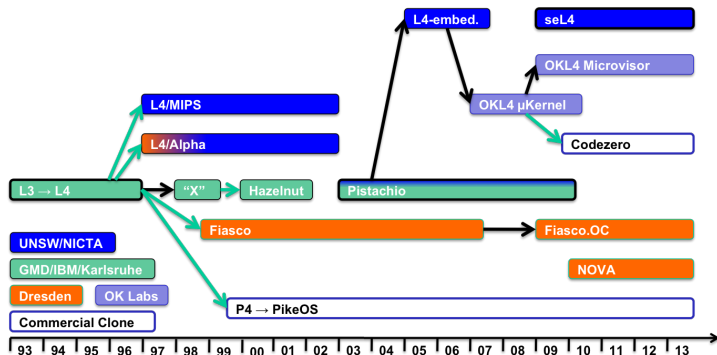 L4-embed.
seL4
OKL4 Microvisor
L4/MIPS
OKL4 µKernel
L4/Alpha
Codezero
L3 → L4
“X”
Hazelnut
Pistachio
Fiasco
Fiasco.OC
UNSW/NICTA
GMD/IBM/Karlsruhe
NOVA
Dresden
OK Labs
P4 → PikeOS
Commercial Clone
93 94 95 96 97 98 99 00 01 02 03 04 05 06 07 08 09 10 11 12 13